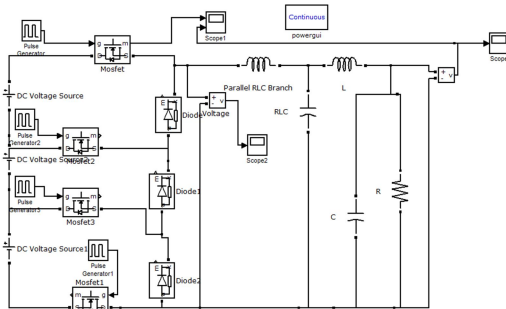 Continuous
powergui
Pulse
Generator
g
m
D
S
Mosfet
Scope1
Scope
DC Voltage Source
Parallel RLC Branch
L
E
Diode
Voltage
RLC
+
-
v
Pulse
Generator2
Mosfet2
Scope2
DC Voltage Source2
Pulse
Generator3
Mosfet3
Diode1
R
C
DC Voltage Source1
Pulse
Generator1
Mosfet1
Diode2